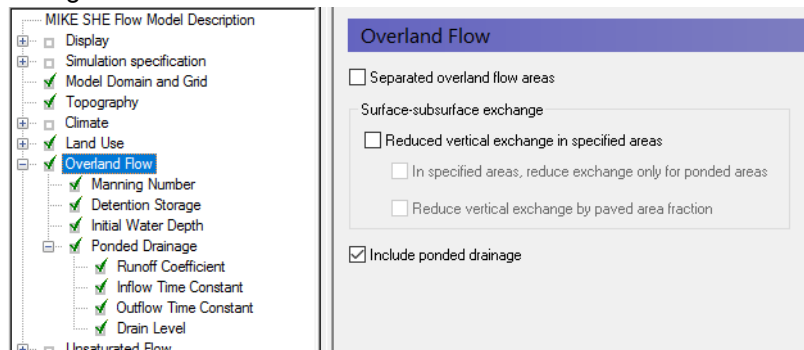 MIKE SHE Flow Model Description
Display
Simulation specification
Model Domain and Grid
Topography
Climate
Land Use
Overland Flow
Manning Number
Detention Storage
Initial Water Depth
Ponded Drainage
Runoff Coefficient
Inflow Time Constant
Outflow Time Constant
Drain Level
Unsaturated Flow
Overland Flow
Separated overland flow areas
Surface-subsurface exchange
Reduced vertical exchange in specified areas
In specified areas, reduce exchange only for ponded areas
Reduce vertical exchange by paved area fraction
Include ponded drainage